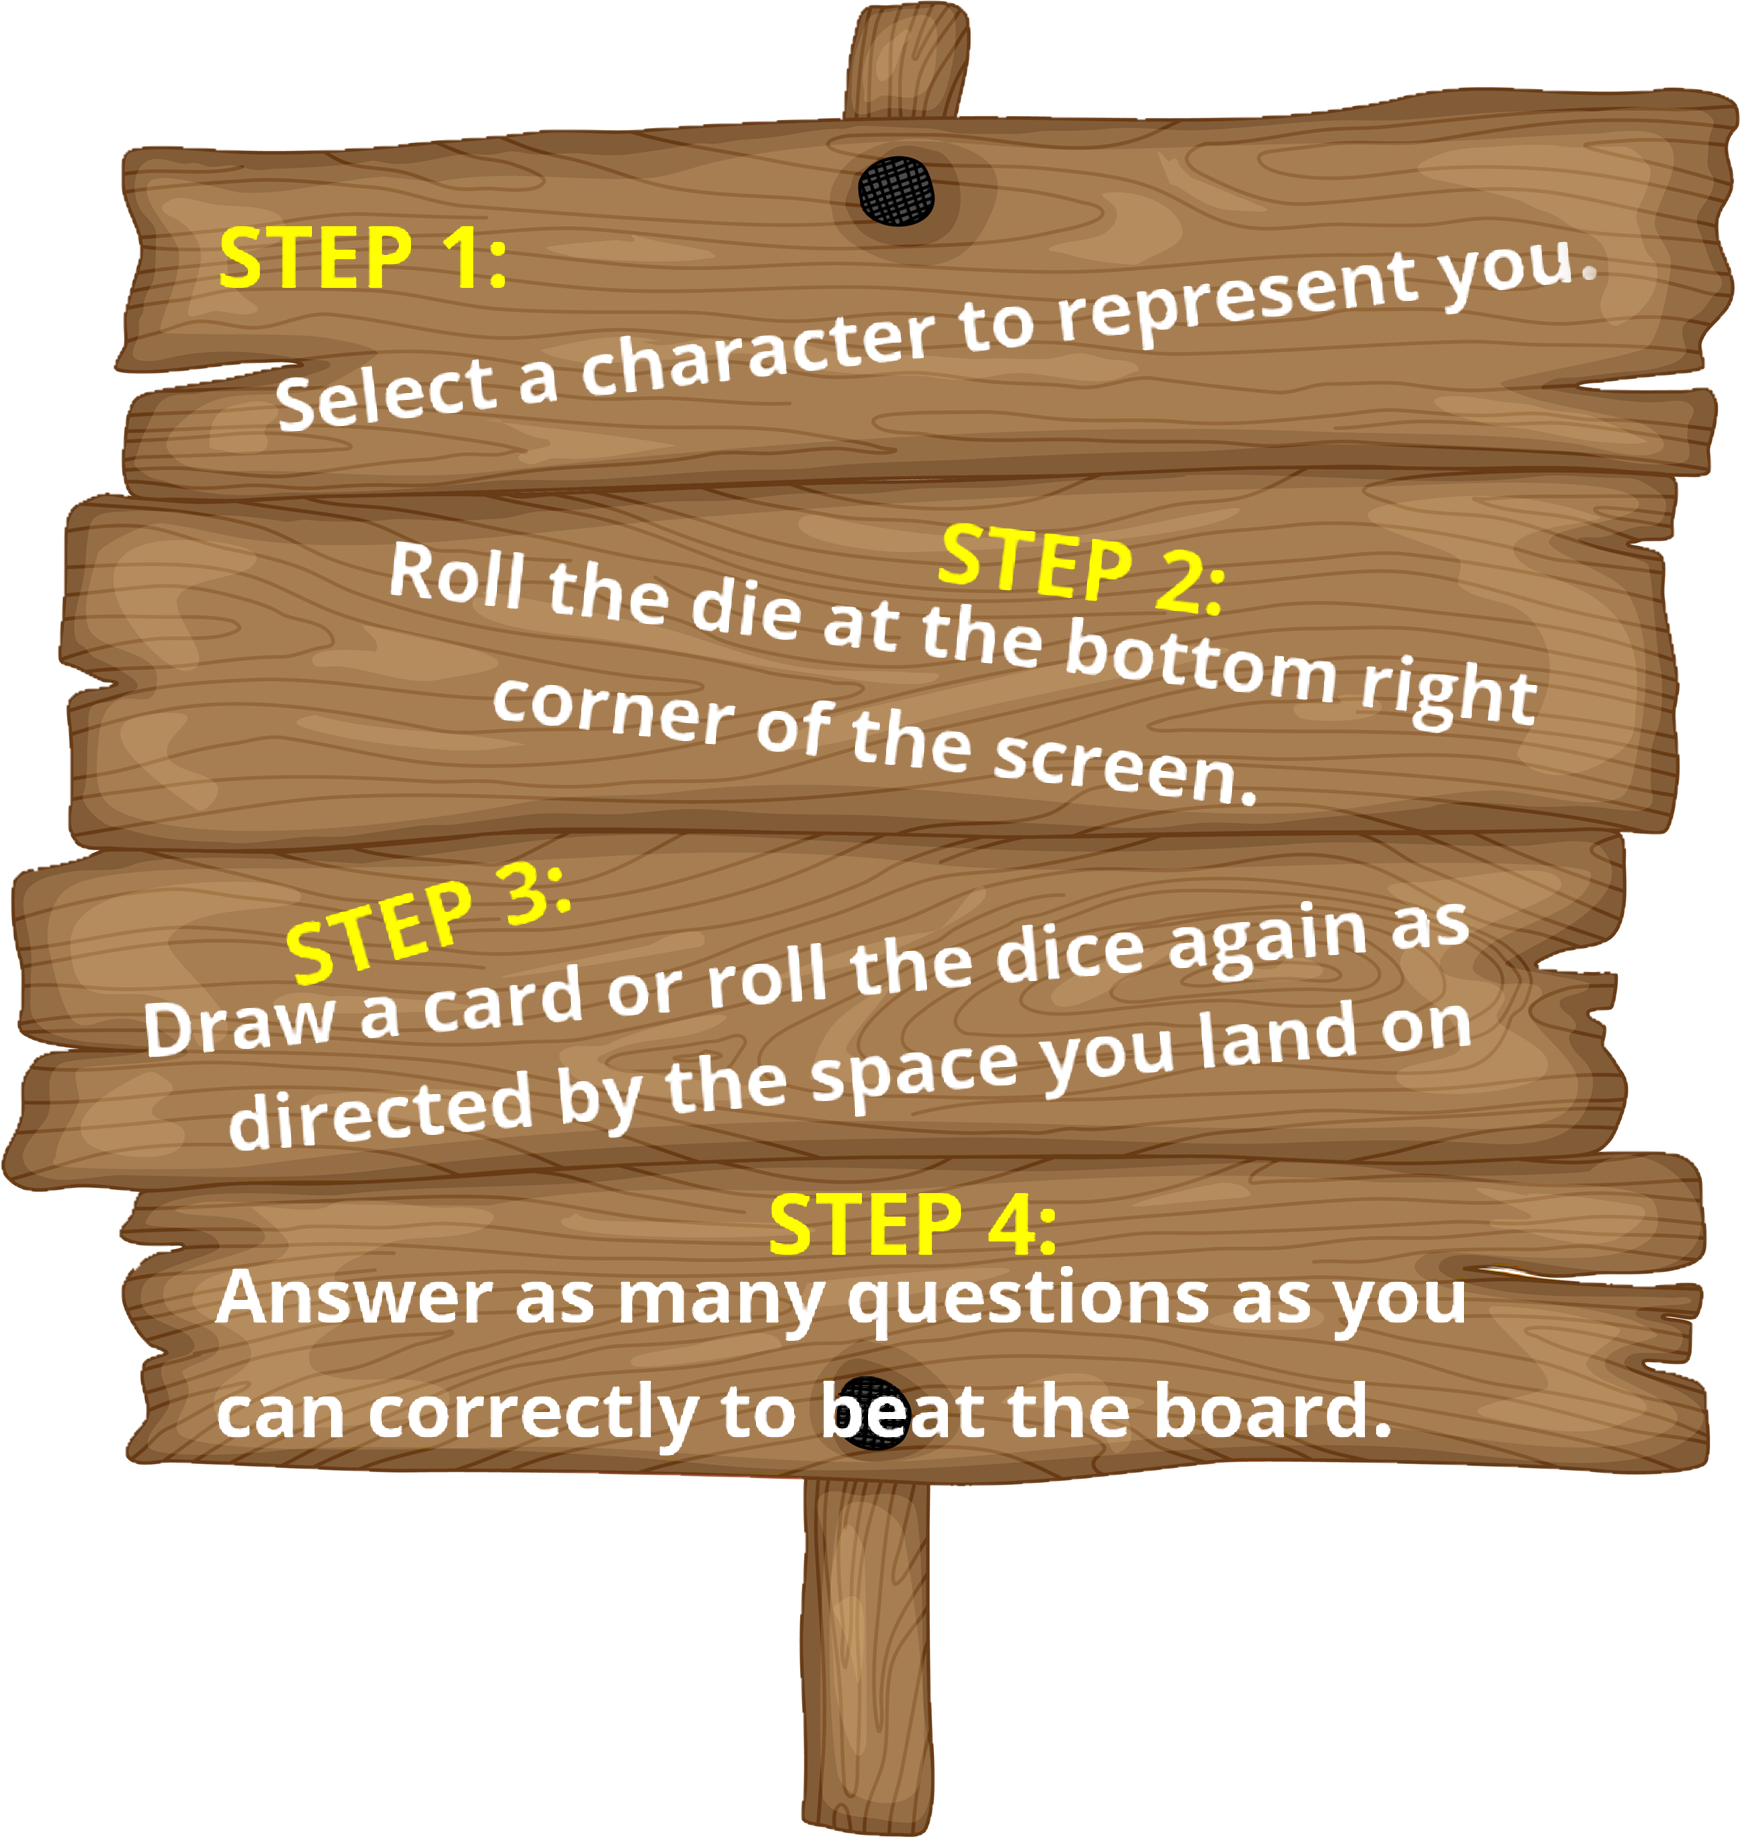 STEP 1:
Select a character to represent you.
STEP 2:
Roll the die at the bottom right
corner of the screen.
STEP 3:
Draw a card or roll the dice again as
directed by the space you land on
STEP 4:
Answer as many questions as you
can correctly to beat the board.